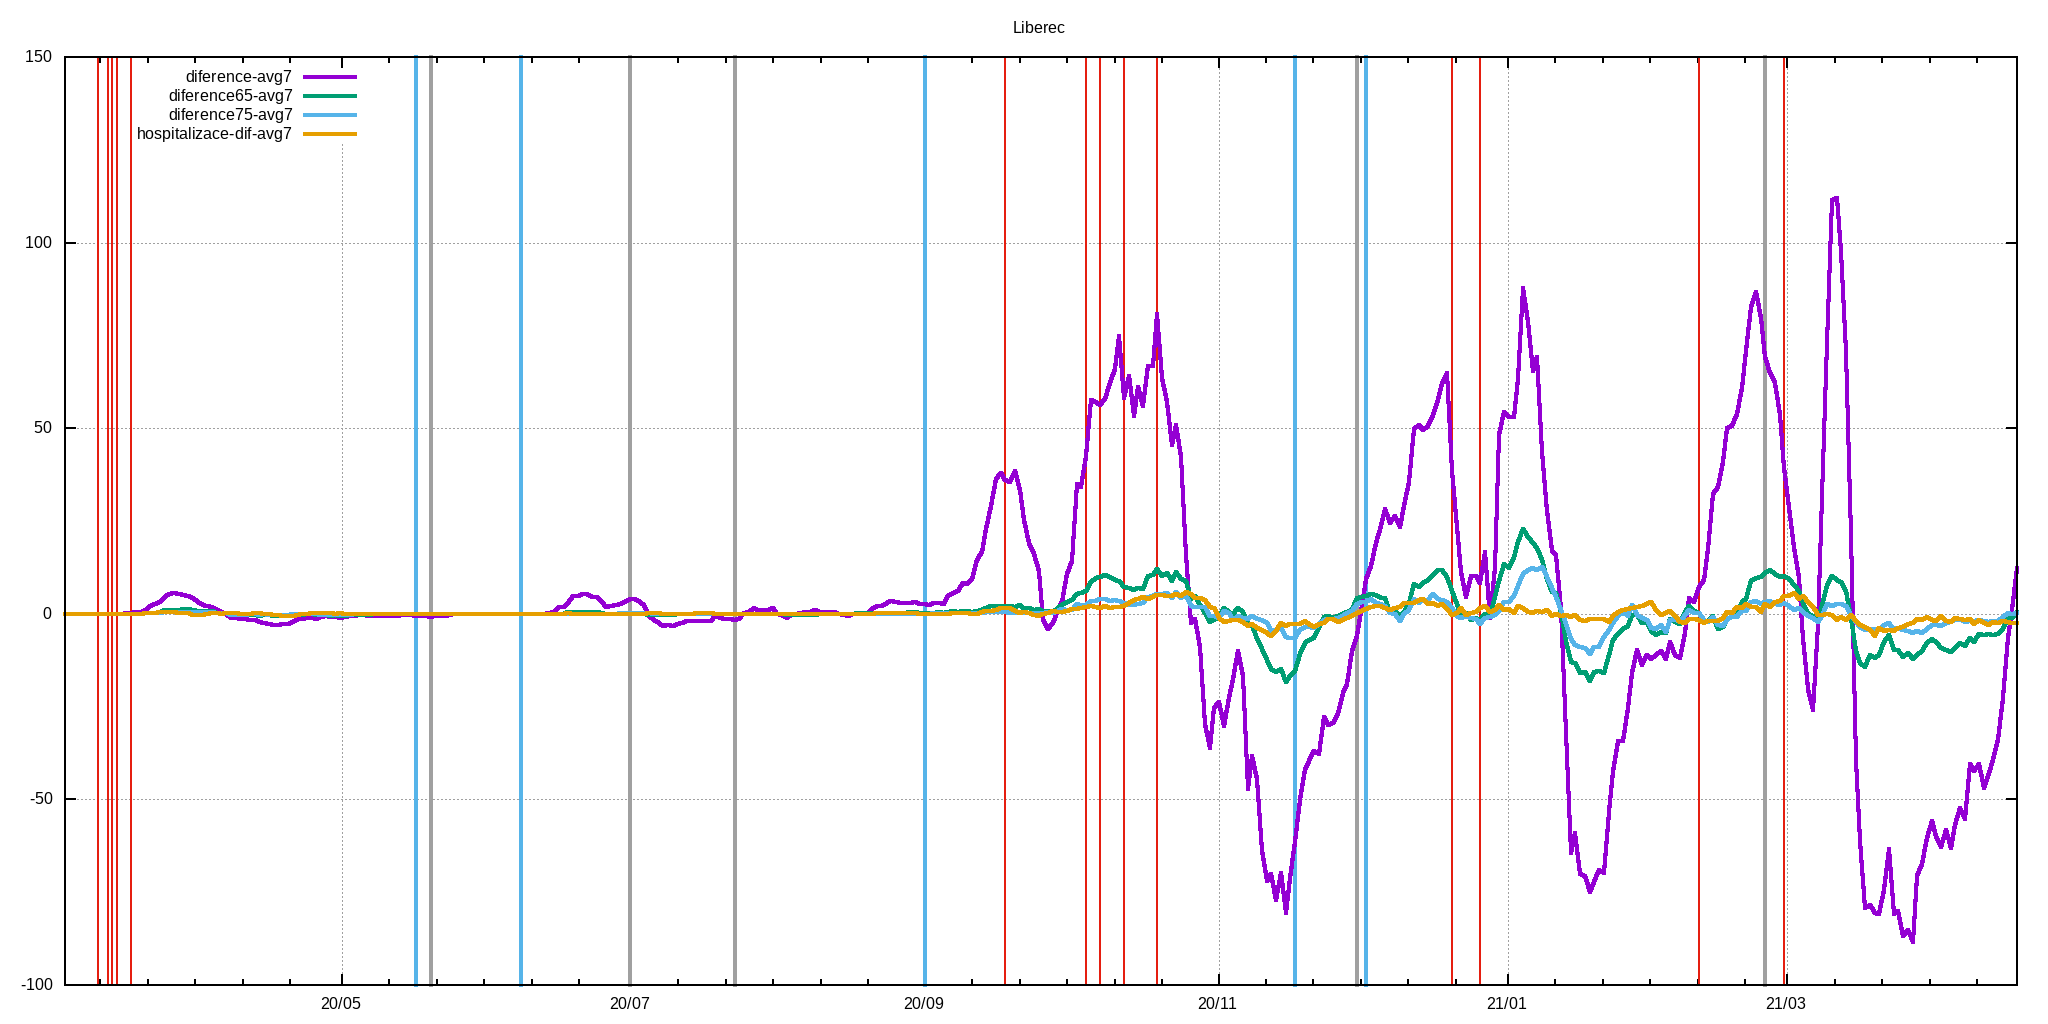 Liberec
150
diference-avg7
diference65-avg7
diference75-avg7
hospitalizace-dif-avg7
100
50
0
-50
-100
20/05 20/07 20/09 20/11 21/01 21/03